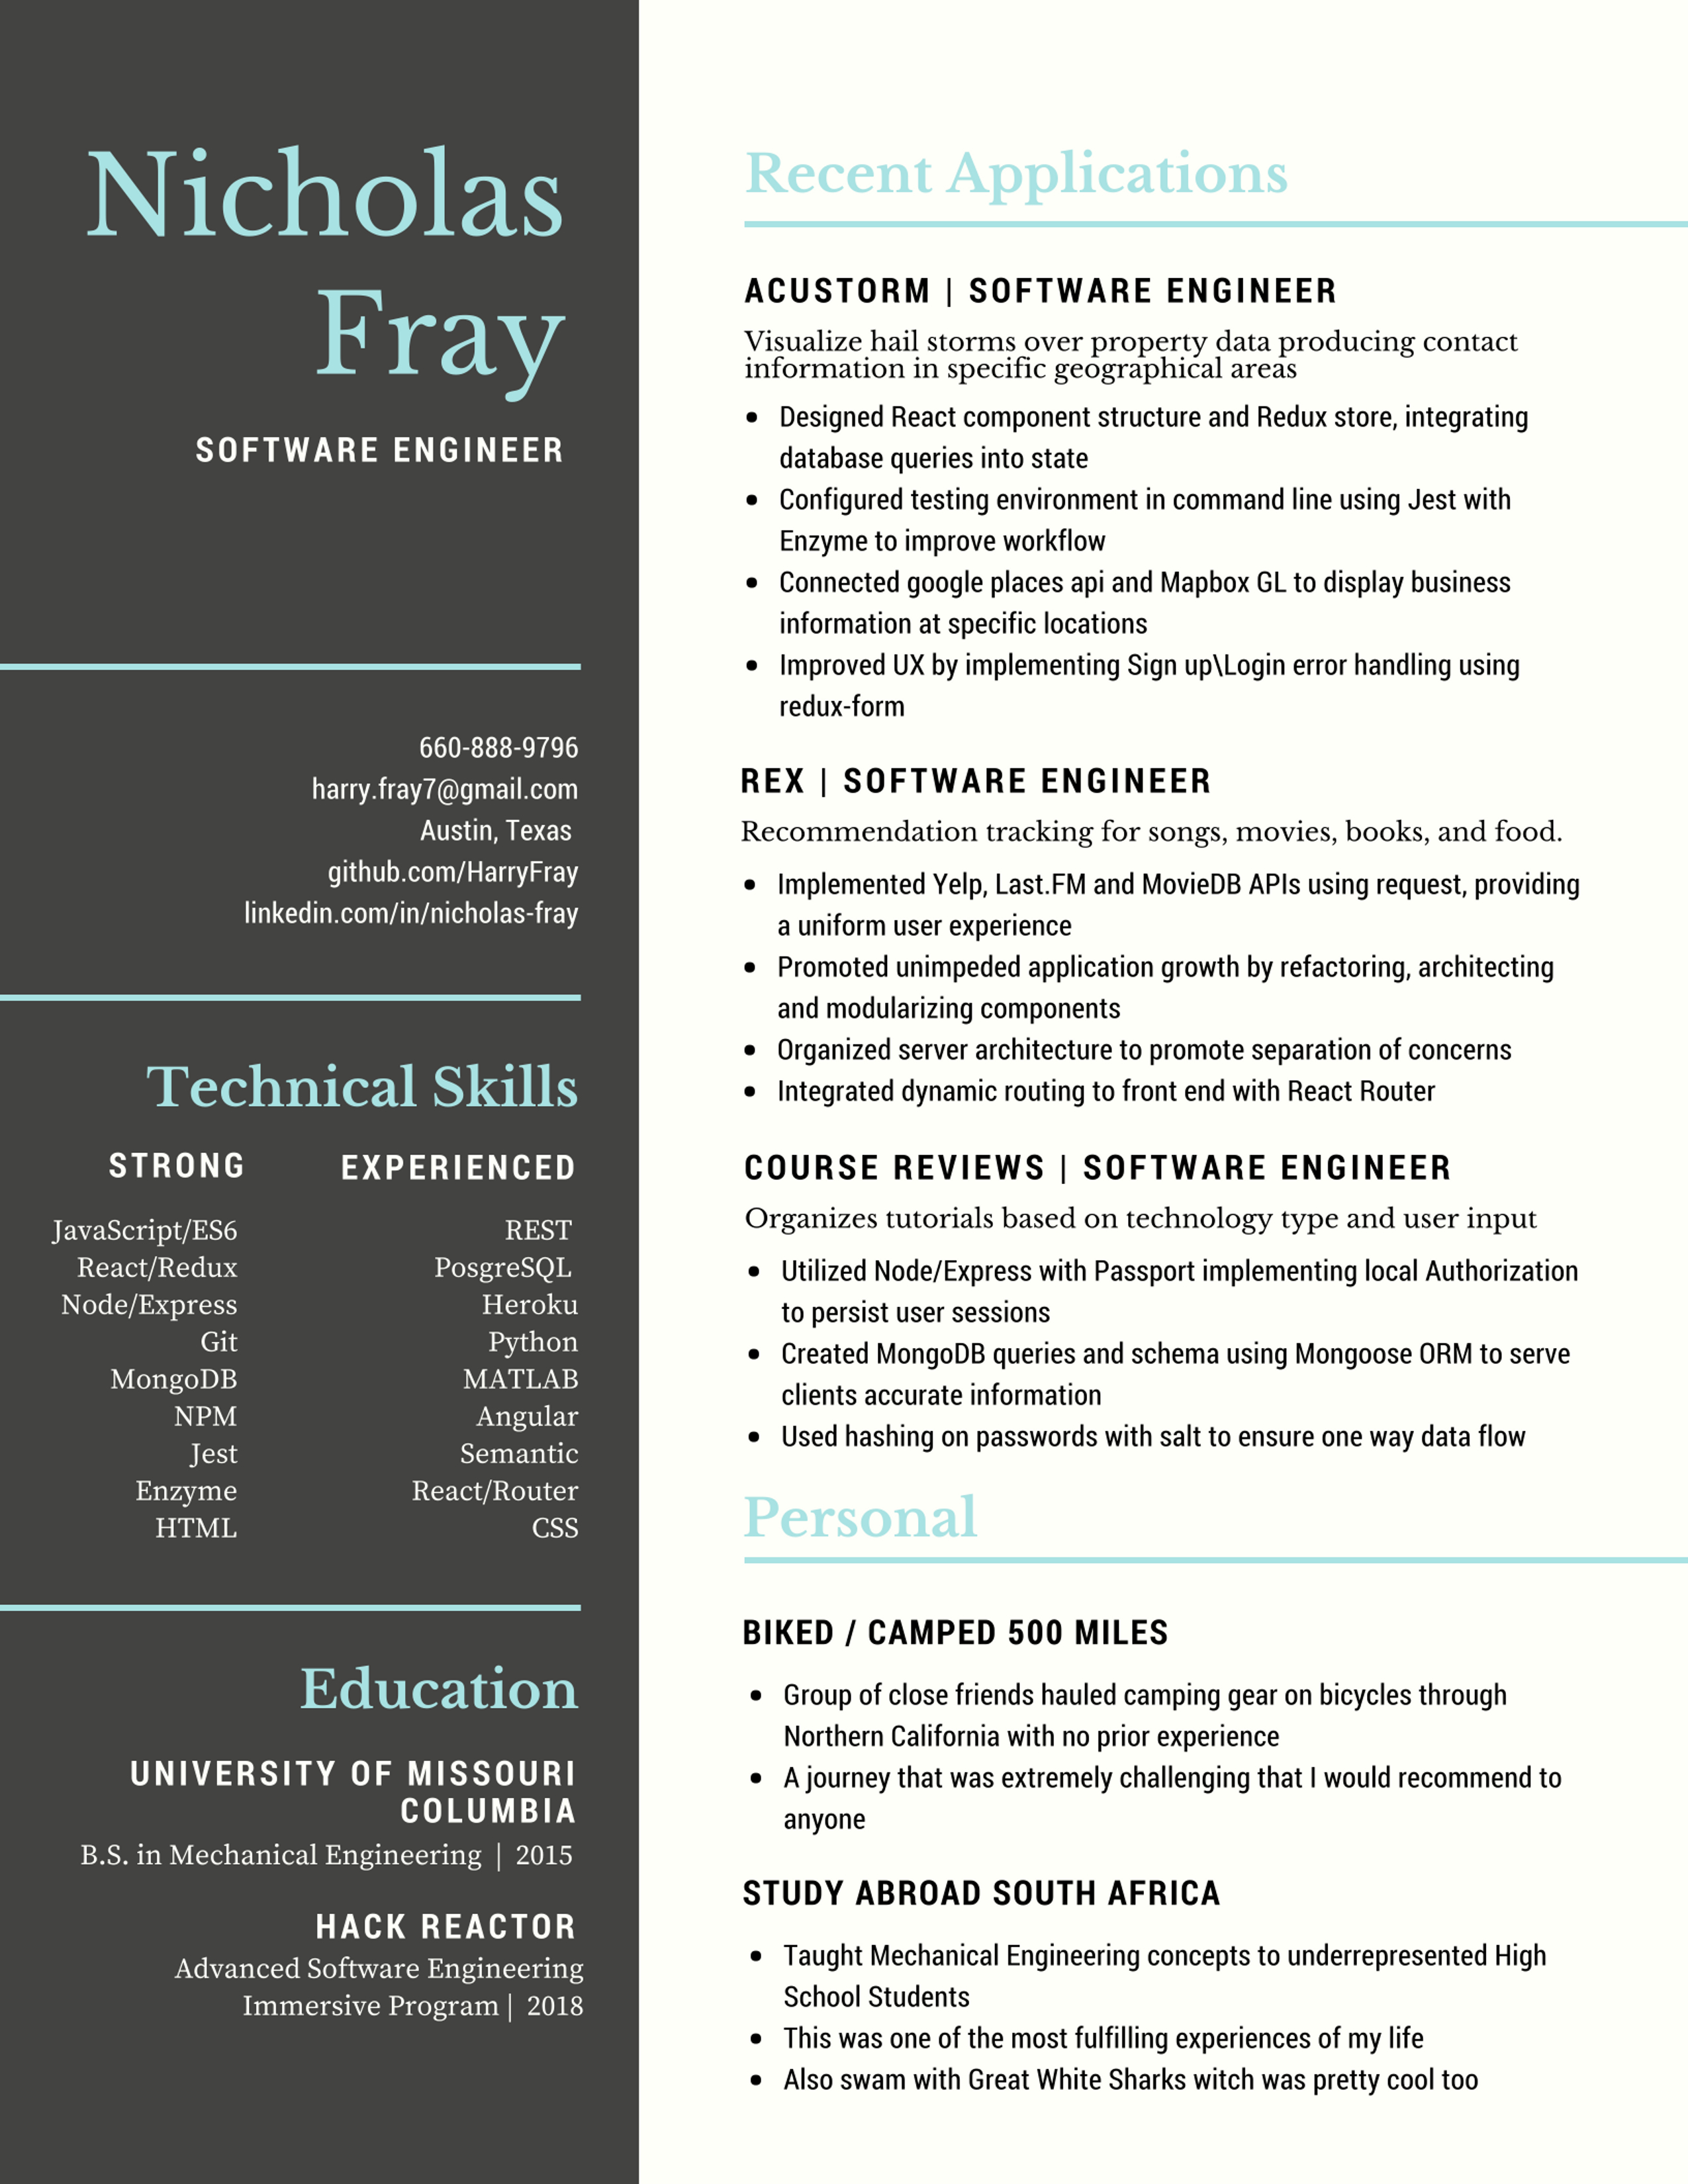 Nicholas
Fray
SOFTWARE ENGINEER
660-888-9796
harry.fray7@gmail.com
Austin, Texas
github.com/HarryFray
linkedin.com/in/nicholas-fray
Technical Skills
STRONG
JavaScript/ES6
React/Redux
Node/Express
Git
MongoDB
NPM
Jest
Enzyme
HTML
EXPERIENCED
REST
PosgreSQL
Heroku
Python
MATLAB
Angular
Semantic
React/Router
CSS
Education
UNIVERSITY OF MISSOURI
COLUMBIA
B.S. in Mechanical Engineering | 2015
HACK REACTOR
Advanced Software Engineering
Immersive Program | 2018
Recent Applications
ACUSTORM | SOFTWARE ENGINEER
Visualize hail storms over property data producing contact
information in specific geographical areas
• Designed React component structure and Redux store, integrating
database queries into state
• Configured testing environment in command line using Jest with
Enzyme to improve workflow
• Connected google places api and Mapbox GL to display business
information at specific locations
• Improved UX by implementing Sign up\Login error handling using
redux-form
REX | SOFTWARE ENGINEER
Recommendation tracking for songs, movies, books, and food.
• Implemented Yelp, Last.FM and MovieDB APIs using request, providing
a uniform user experience
• Promoted unimpeded application growth by refactoring, architecting
and modularizing components
• Organized server architecture to promote separation of concerns
• Integrated dynamic routing to front end with React Router
COURSE REVIEWS | SOFTWARE ENGINEER
Organizes tutorials based on technology type and user input
• Utilized Node/Express with Passport implementing local Authorization
to persist user sessions
• Created MongoDB queries and schema using Mongoose ORM to serve
clients accurate information
• Used hashing on passwords with salt to ensure one way data flow
Personal
BIKED / CAMPED 500 MILES
• Group of close friends hauled camping gear on bicycles through
Northern California with no prior experience
• A journey that was extremely challenging that I would recommend to
anyone
STUDY ABROAD SOUTH AFRICA
• Taught Mechanical Engineering concepts to underrepresented High
School Students
• This was one of the most fulfilling experiences of my life
• Also swam with Great White Sharks witch was pretty cool too